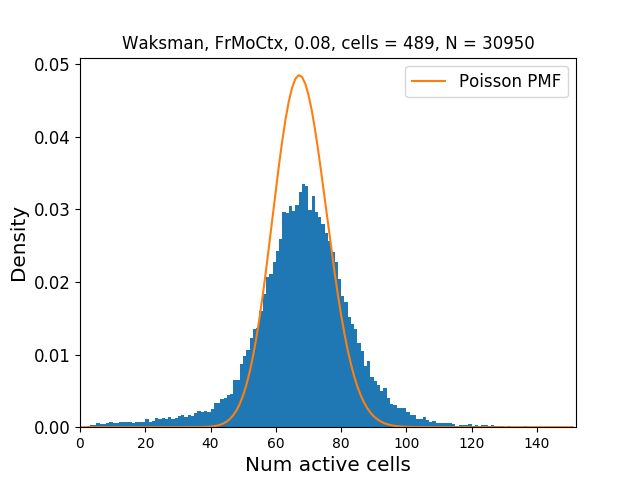 Waksman, FrMoCtx, 0.08, cells = 489, N = 30950
Poisson PMF
0.05
0.04
0.03
0.02
0.01
0.00
Density
0 20 40 60 80 100 120 140
Num active cells